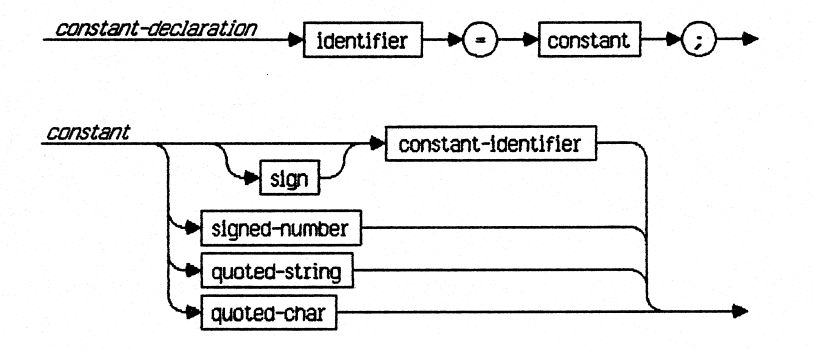 constant-declaration identifier = constant ;
constant constant-identifier
sign
signed-number
quoted-string
quoted-char